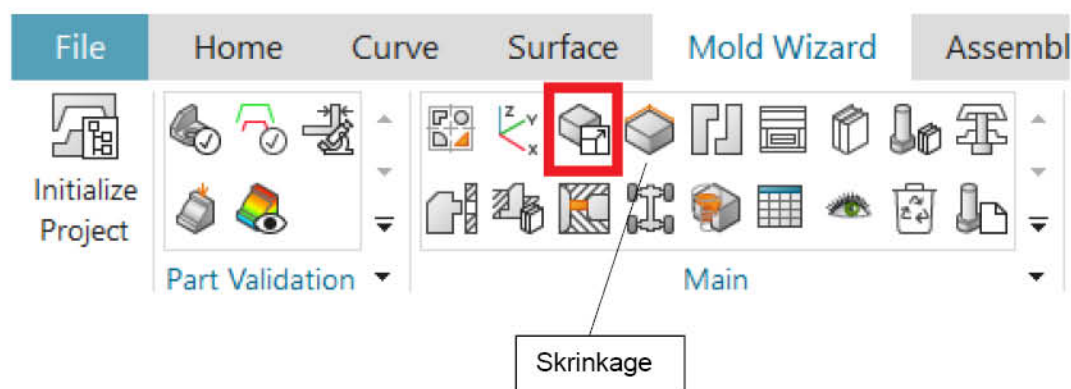 File Home Curve Surface Mold Wizard Assembl
Initialize
Project
Part Validation
Main
Skrinkage